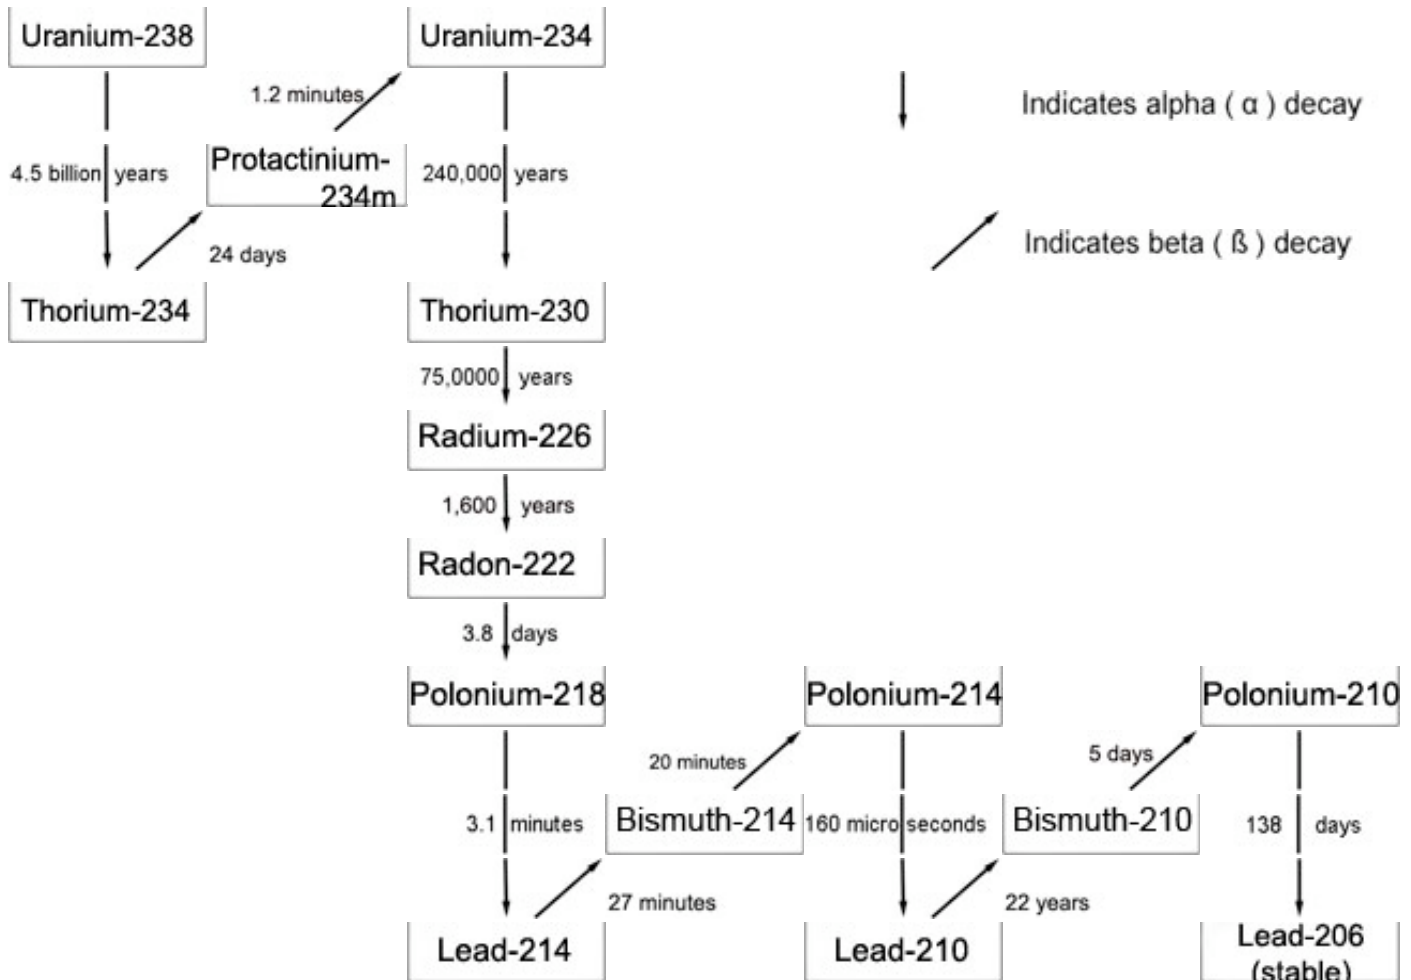 Uranium-238
Uranium-234
1.2 minutes
Indicates alpha ( α ) decay
4.5 billion years
Protactinium-
234m
240,000 years
24 days
Indicates beta ( ß ) decay
Thorium-234
Thorium-230
75,0000 years
Radium-226
1,600 years
Radon-222
3.8 days
Polonium-218
Polonium-214
Polonium-210
20 minutes
5 days
3.1 minutes
Bismuth-214
160 micro seconds
Bismuth-210
138 days
27 minutes
22 years
Lead-214
Lead-210
Lead-206
(stable)